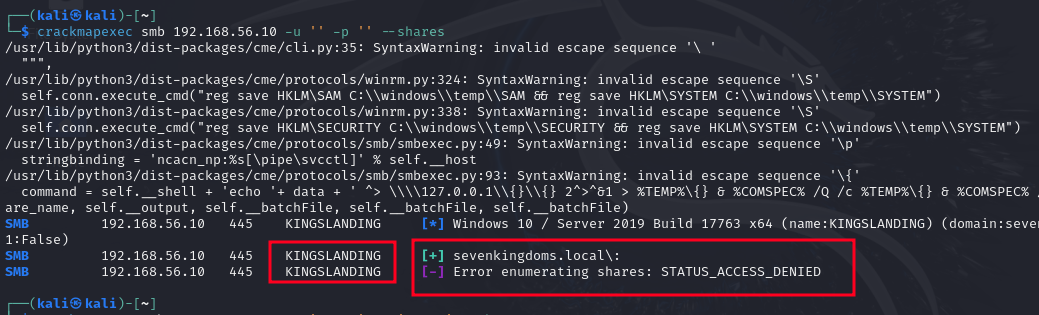 ┌──(kali㉿kali)-[~]
└─$ crackmapexec smb 192.168.56.10 -u '' -p '' --shares
/usr/lib/python3/dist-packages/cme/cli.py:35: SyntaxWarning: invalid escape sequence '\ '
  """,
/usr/lib/python3/dist-packages/cme/protocols/winrm.py:324: SyntaxWarning: invalid escape sequence '\S'
  self.conn.execute_cmd("reg save HKLM\SAM C:\\windows\\temp\\SAM && reg save HKLM\SYSTEM C:\\windows\\temp\\SYSTEM")
/usr/lib/python3/dist-packages/cme/protocols/winrm.py:338: SyntaxWarning: invalid escape sequence '\S'
  self.conn.execute_cmd("reg save HKLM\SECURITY C:\\windows\\temp\\SECURITY && reg save HKLM\SYSTEM C:\\windows\\temp\\SYSTEM")
/usr/lib/python3/dist-packages/cme/protocols/smb/smbexec.py:49: SyntaxWarning: invalid escape sequence '\p'
  stringbinding = 'ncacn_np:%s[\pipe\svcctl]' % self.__host
/usr/lib/python3/dist-packages/cme/protocols/smb/smbexec.py:93: SyntaxWarning: invalid escape sequence '\{'
  command = self.__shell + 'echo '+ data + ' ^> \\\\127.0.0.1\\{}\\{} 2^>^&1 > %TEMP%\{} & %COMSPEC% /Q /c %TEMP%\{} & %COMSPEC% /
are_name, self.__output, self.__batchFile, self.__batchFile, self.__batchFile)
SMB 192.168.56.10 445 KINGSLANDING [*] Windows 10 / Server 2019 Build 17763 x64 (name:KINGSLANDING) (domain:seve
1:False)
SMB 192.168.56.10 445 KINGSLANDING [+] sevenkingdoms.local\:
SMB 192.168.56.10 445 KINGSLANDING [-] Error enumerating shares: STATUS_ACCESS_DENIED
┌──(kali㉿kali)-[~]